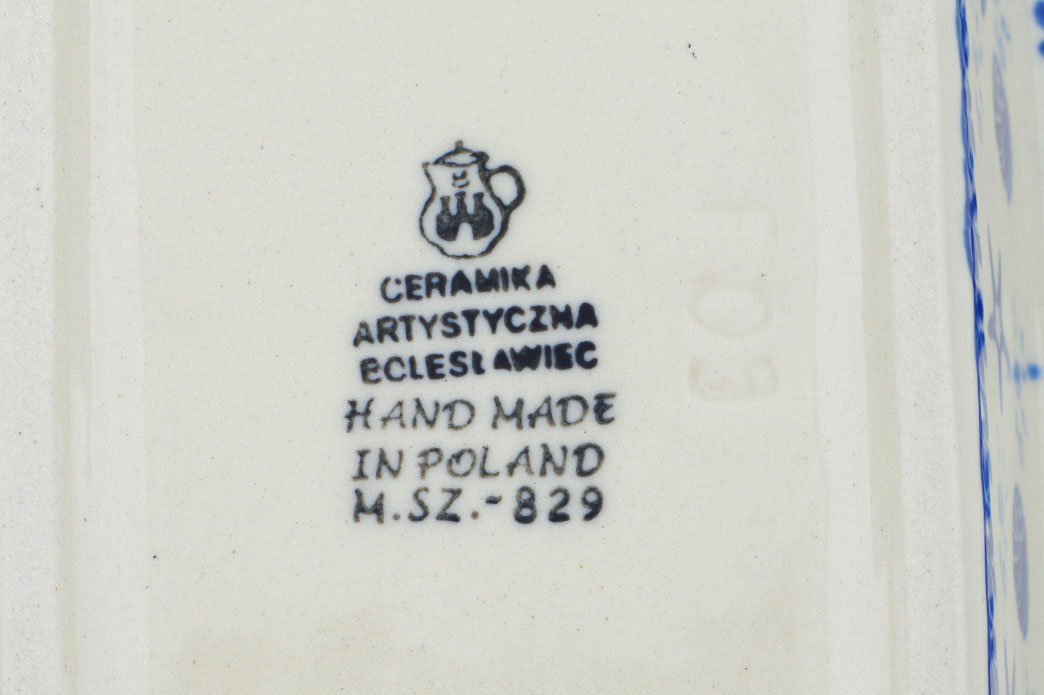 CERAMIKA
ARTYSTYCZNA
BOLESŁAWIEC
HAND MADE
IN POLAND
M.SZ.-829